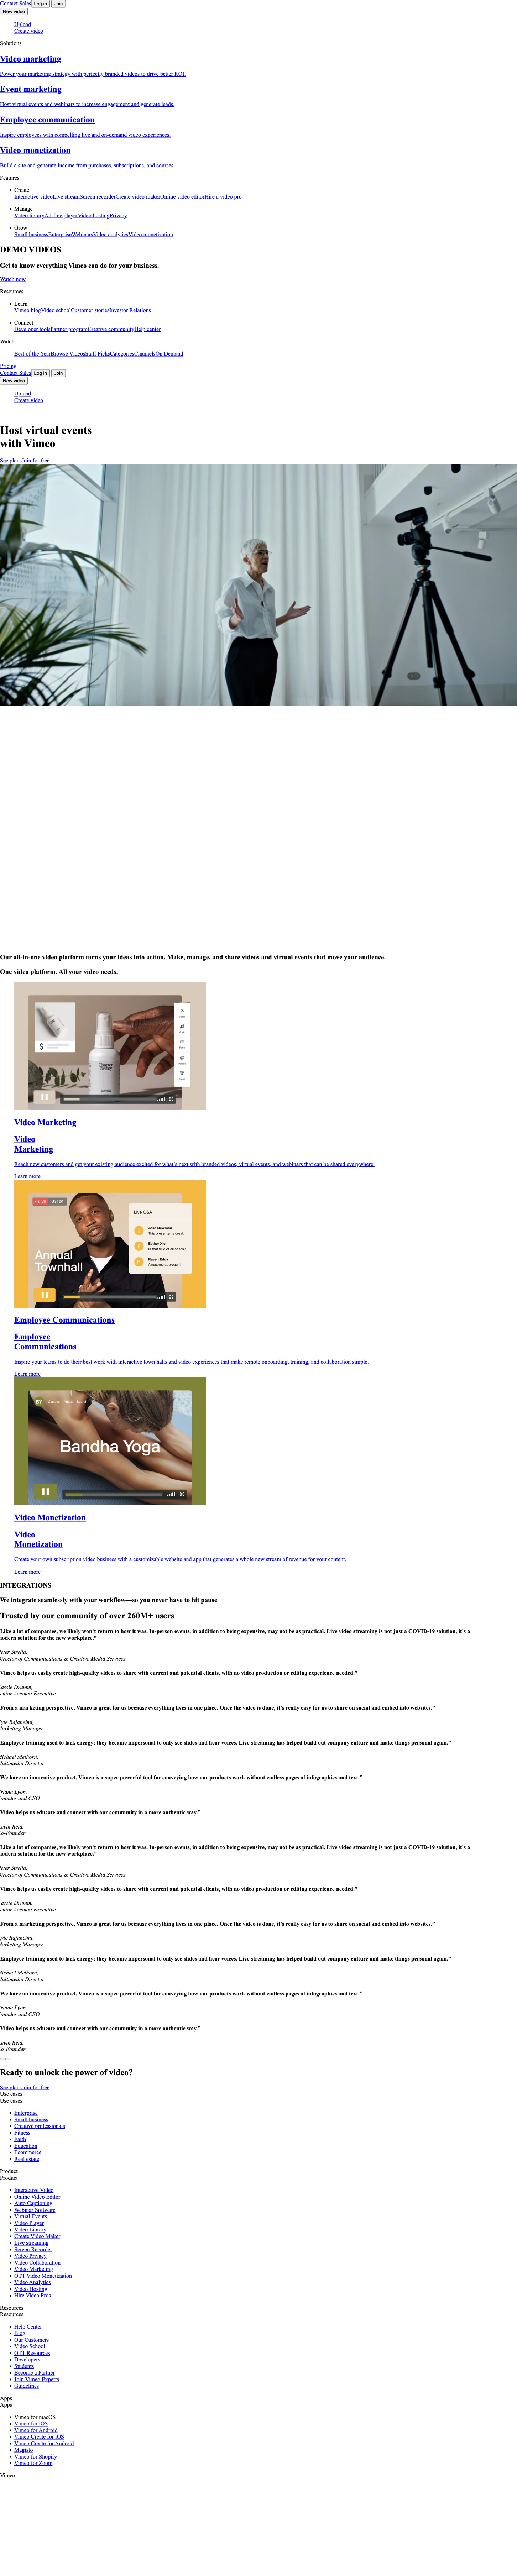 Contact Sales Log in Join
New video
Upload
Create video
Solutions
Video marketing
Power your marketing strategy with perfectly branded videos to drive better ROI.
Event marketing
Host virtual events and webinars to increase engagement and generate leads.
Employee communication
Inspire employees with compelling live and on-demand video experiences.
Video monetization
Build a site and generate income from purchases, subscriptions, and courses.
Features
Create
Interactive videoLive streamScreen recorderCreate video makerOnline video editorHire a video pro
Manage
Video libraryAd-free playerVideo hostingPrivacy
Grow
Small businessEnterpriseWebinarsVideo analyticsVideo monetization
DEMO VIDEOS
Get to know everything Vimeo can do for your business.
Watch now
Resources
Learn
Vimeo blogVideo schoolCustomer storiesInvestor Relations
Connect
Developer toolsPartner programCreative communityHelp center
Watch
Best of the YearBrowse VideosStaff PicksCategoriesChannelsOn Demand
Pricing
Contact Sales Log in Join
New video
Upload
Create video
Host virtual events
with Vimeo
See plansJoin for free
Our all-in-one video platform turns your ideas into action. Make, manage, and share videos and virtual events that move your audience.
One video platform. All your video needs.
Video Marketing
Video
Marketing
Reach new customers and get your existing audience excited for what's next with branded videos, virtual events, and webinars that can be shared everywhere.
Learn more
LIVE
Live Q&A
Jose Newman
This presenter is great.
Esther Six
Is that true of all cases?
Raven Eddy
Awesome approach!
Annual
Townhall
Employee Communications
Employee
Communications
Inspire your teams to do their best work with interactive town halls and video experiences that make remote onboarding, training, and collaboration simple.
Learn more
BY
Bandha Yoga
Video Monetization
Video
Monetization
Create your own subscription video business with a customizable website and app that generates a whole new stream of revenue for your content.
Learn more
INTEGRATIONS
We integrate seamlessly with your workflow—so you never have to hit pause
Trusted by our community of over 260M+ users
Like a lot of companies, we likely won't return to how it was. In-person events, in addition to being expensive, may not be as practical. Live video streaming is not just a COVID-19 solution, it's a
modern solution for the new workplace."
Peter Strella,
Director of Communications & Creative Media Services
Vimeo helps us easily create high-quality videos to share with current and potential clients, with no video production or editing experience needed."
Cassie Drumm,
Senior Account Executive
From a marketing perspective, Vimeo is great for us because everything lives in one place. Once the video is done, it's really easy for us to share on social and embed into websites."
Kyle Rajaneimi,
Marketing Manager
Employee training used to lack energy; they became impersonal to only see slides and hear voices. Live streaming has helped build out company culture and make things personal again."
Michael Melhorn,
Multimedia Director
We have an innovative product. Vimeo is a super powerful tool for conveying how our products work without endless pages of infographics and text."
Briana Lyon,
Founder and CEO
Video helps us educate and connect with our community in a more authentic way."
Kevin Reid,
Co-Founder
Like a lot of companies, we likely won't return to how it was. In-person events, in addition to being expensive, may not be as practical. Live video streaming is not just a COVID-19 solution, it's a
modern solution for the new workplace."
Peter Strella,
Director of Communications & Creative Media Services
Vimeo helps us easily create high-quality videos to share with current and potential clients, with no video production or editing experience needed."
Cassie Drumm,
Senior Account Executive
From a marketing perspective, Vimeo is great for us because everything lives in one place. Once the video is done, it's really easy for us to share on social and embed into websites."
Kyle Rajaneimi,
Marketing Manager
Employee training used to lack energy; they became impersonal to only see slides and hear voices. Live streaming has helped build out company culture and make things personal again."
Michael Melhorn,
Multimedia Director
We have an innovative product. Vimeo is a super powerful tool for conveying how our products work without endless pages of infographics and text."
Briana Lyon,
Founder and CEO
Video helps us educate and connect with our community in a more authentic way."
Kevin Reid,
Co-Founder
Ready to unlock the power of video?
See plansJoin for free
Use cases
Use cases
Enterprise
Small business
Creative professionals
Fitness
Faith
Education
Ecommerce
Real estate
Product
Product
Interactive Video
Online Video Editor
Auto Captioning
Webinar Software
Virtual Events
Video Player
Video Library
Create Video Maker
Live streaming
Screen Recorder
Video Privacy
Video Collaboration
Video Marketing
OTT Video Monetization
Video Analytics
Video Hosting
Hire Video Pros
Resources
Resources
Help Center
Blog
Our Customers
Video School
OTT Resources
Developers
Students
Become a Partner
Join Vimeo Experts
Guidelines
Apps
Apps
Vimeo for macOS
Vimeo for iOS
Vimeo for Android
Vimeo Create for iOS
Vimeo Create for Android
Magisto
Vimeo for Shopify
Vimeo for Zoom
Vimeo